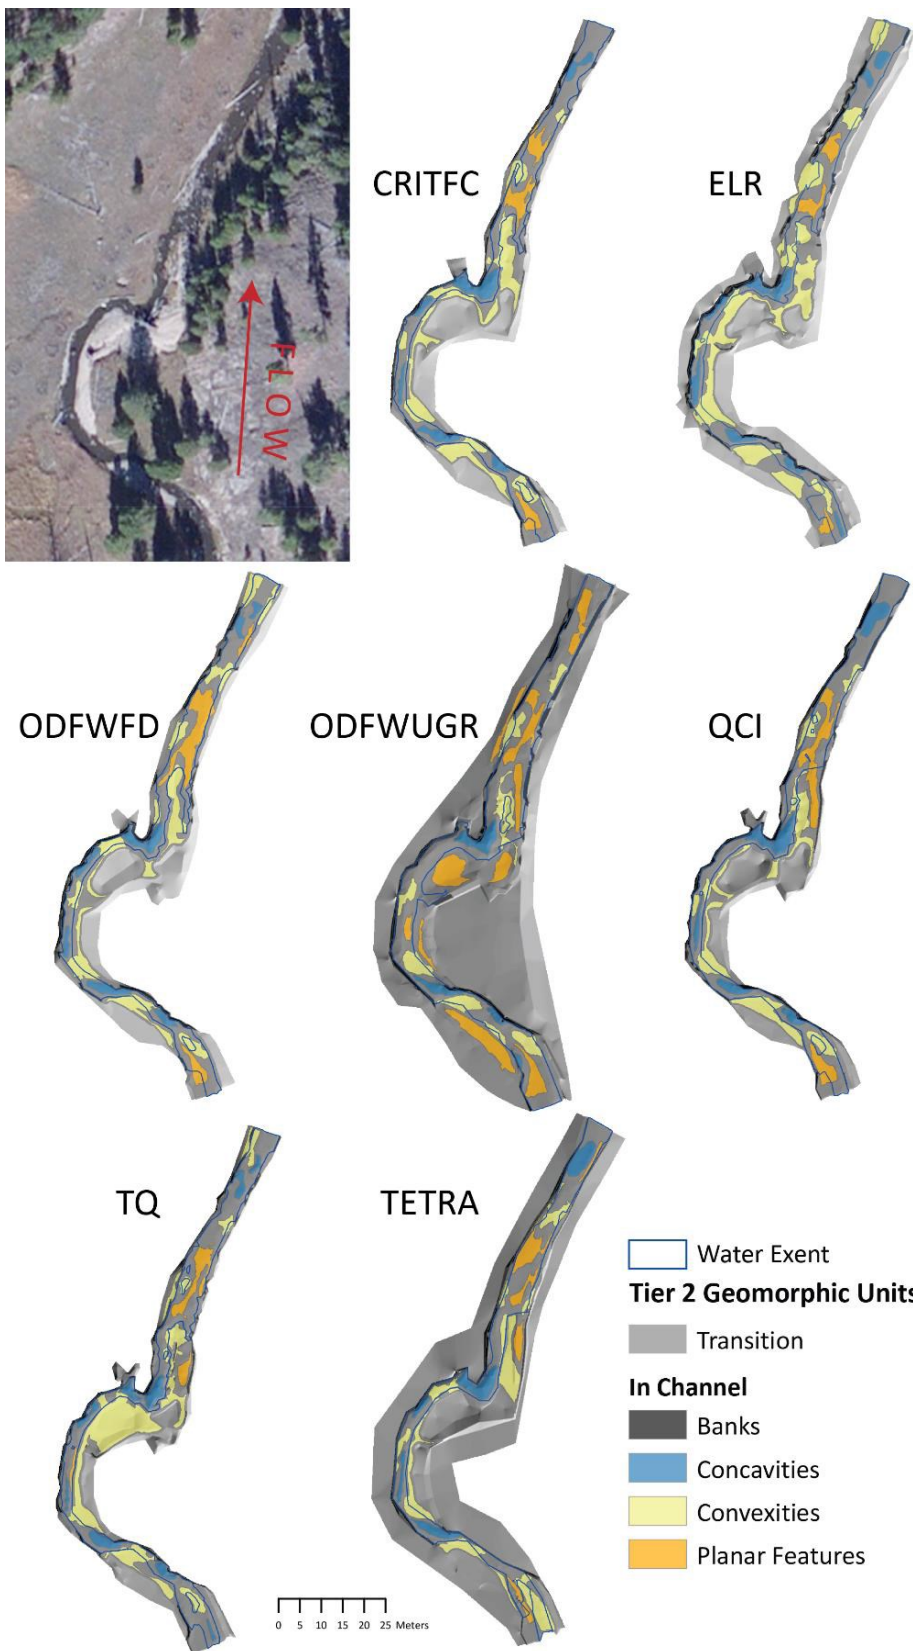 CRITFC
ELR
FLOW
ODFWFD
ODFWUGR
QCI
TQ
TETRA
Water Exent
Tier 2 Geomorphic Units
Transition
In Channel
Banks
Concavities
Convexities
Planar Features
0 5 10 15 20 25 Meters